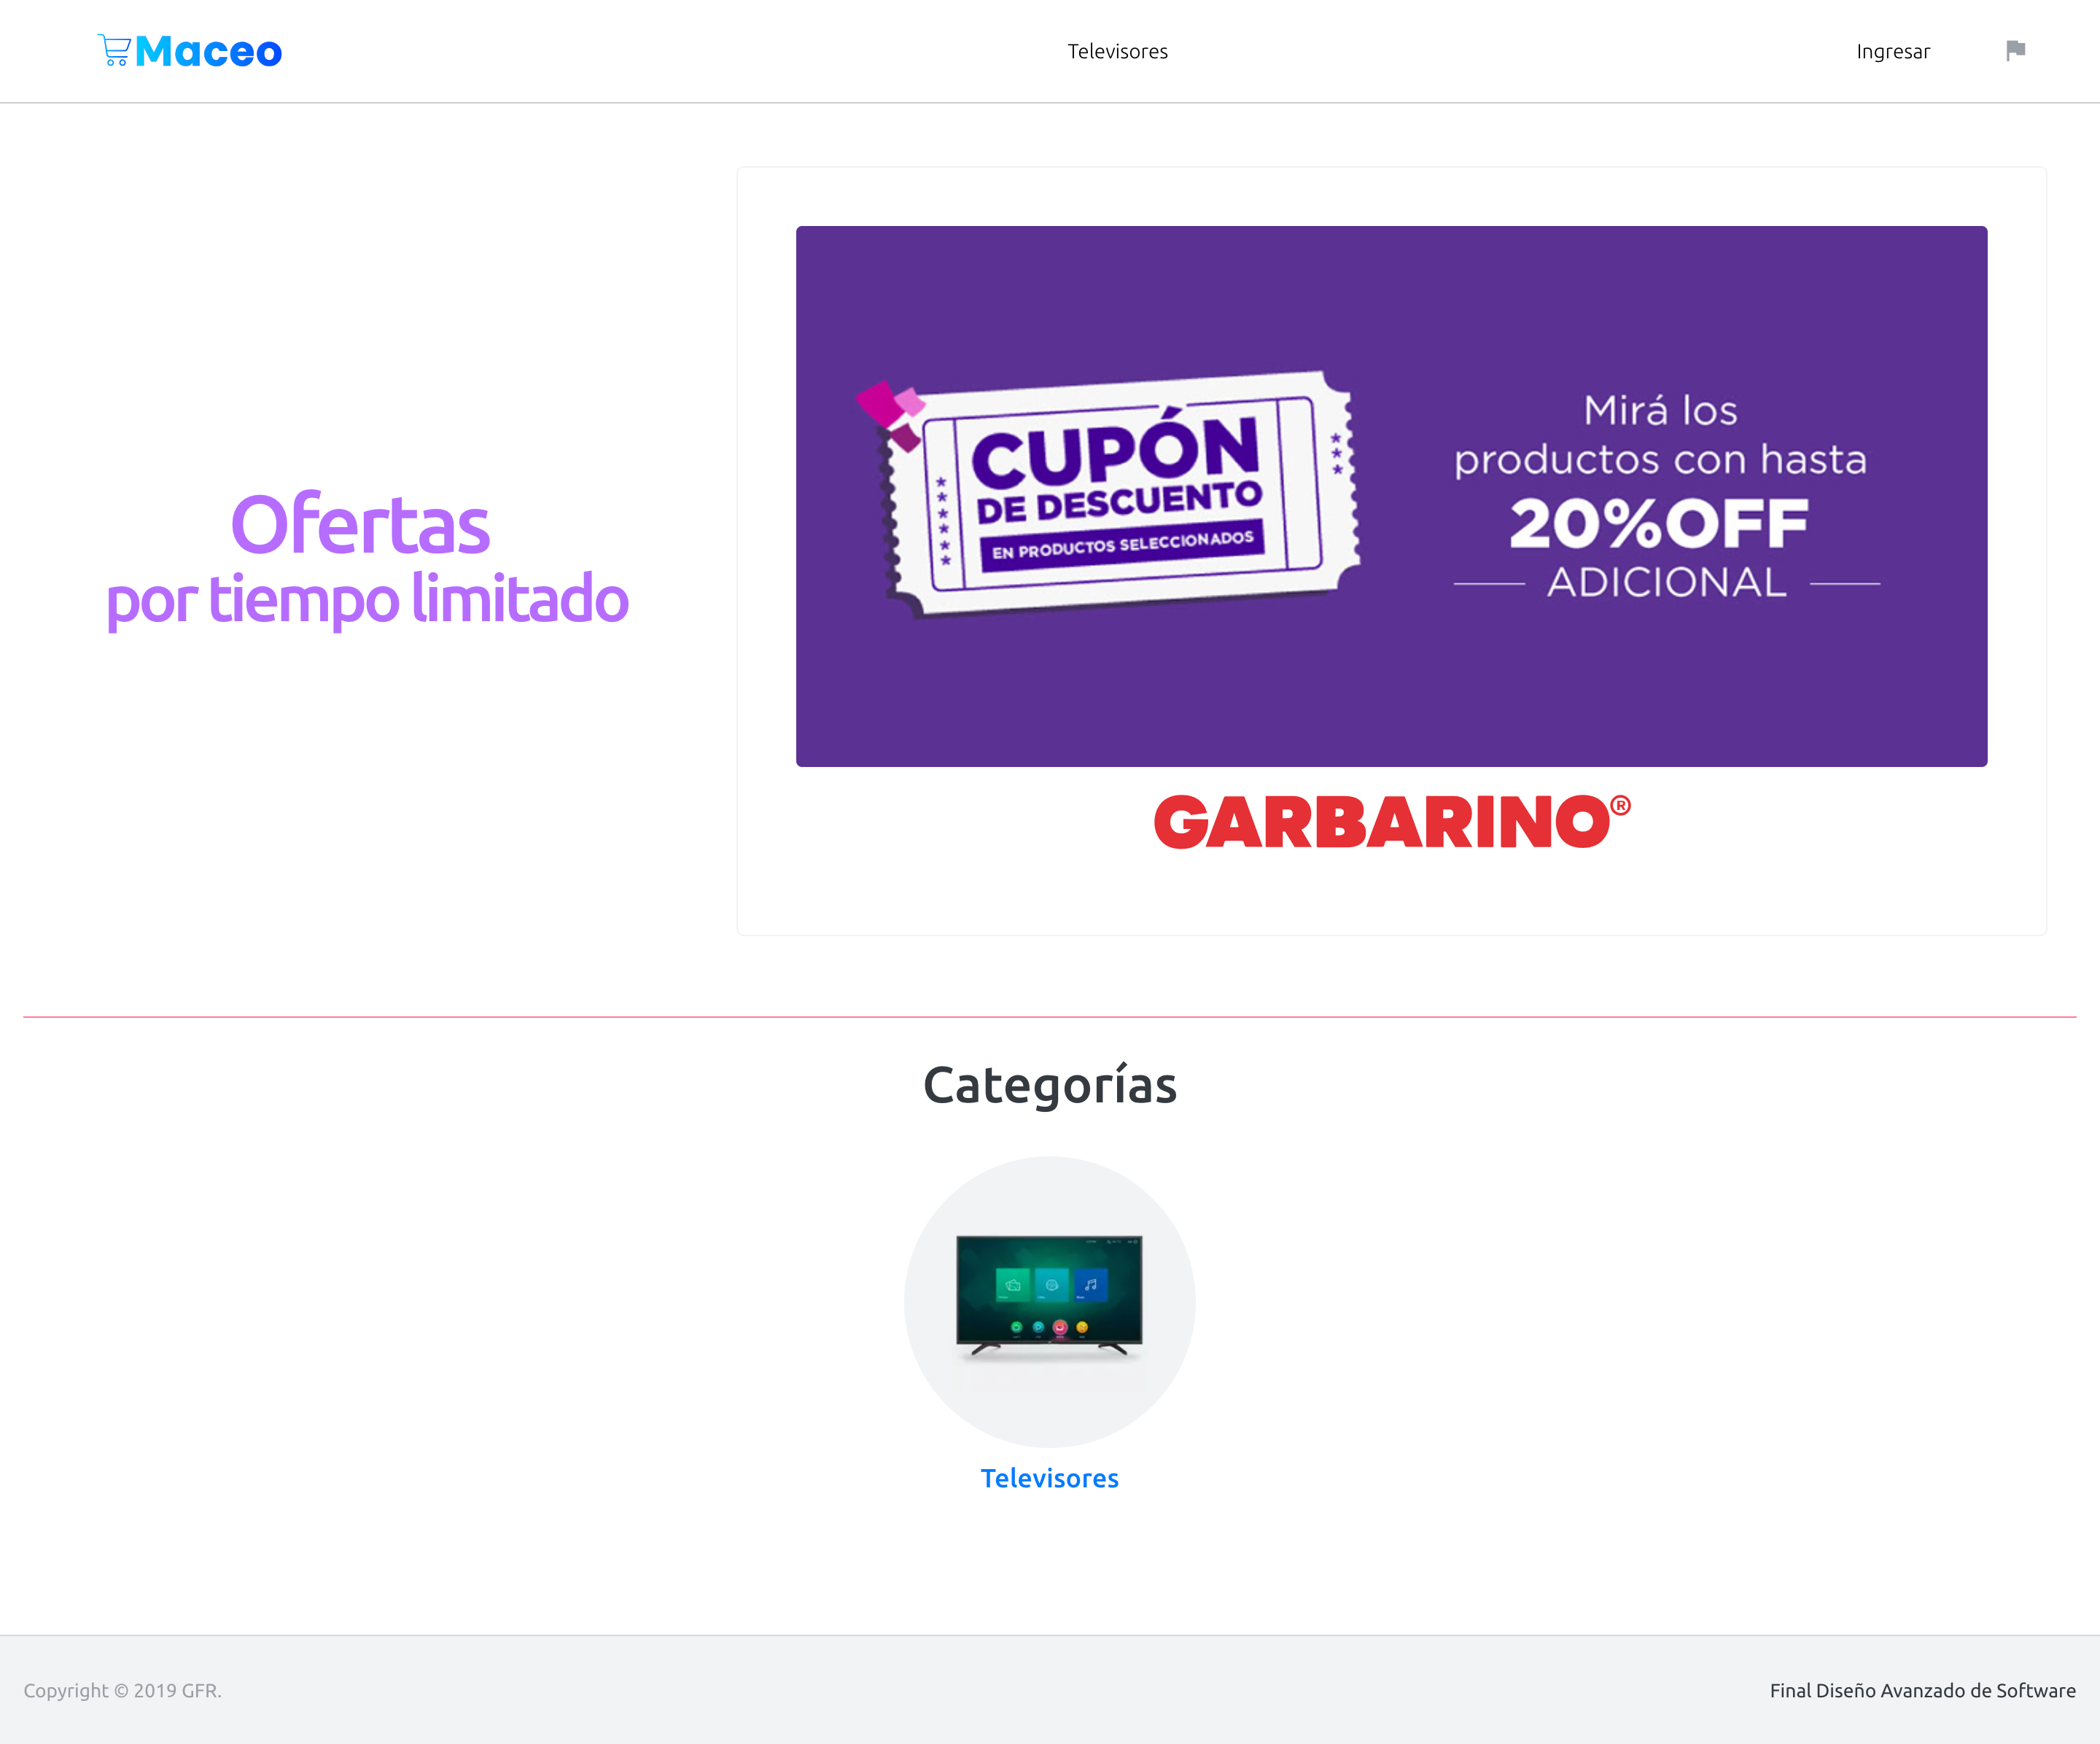 Maceo
Televisores
Ingresar
Ofertas
por tiempo limitado
CUPÓN
DE DESCUENTO
EN PRODUCTOS SELECCIONADOS
Mirá los
productos con hasta
20%OFF
ADICIONAL
GARBARINO®
Categorías
Televisores
Copyright © 2019 GFR.
Final Diseño Avanzado de Software